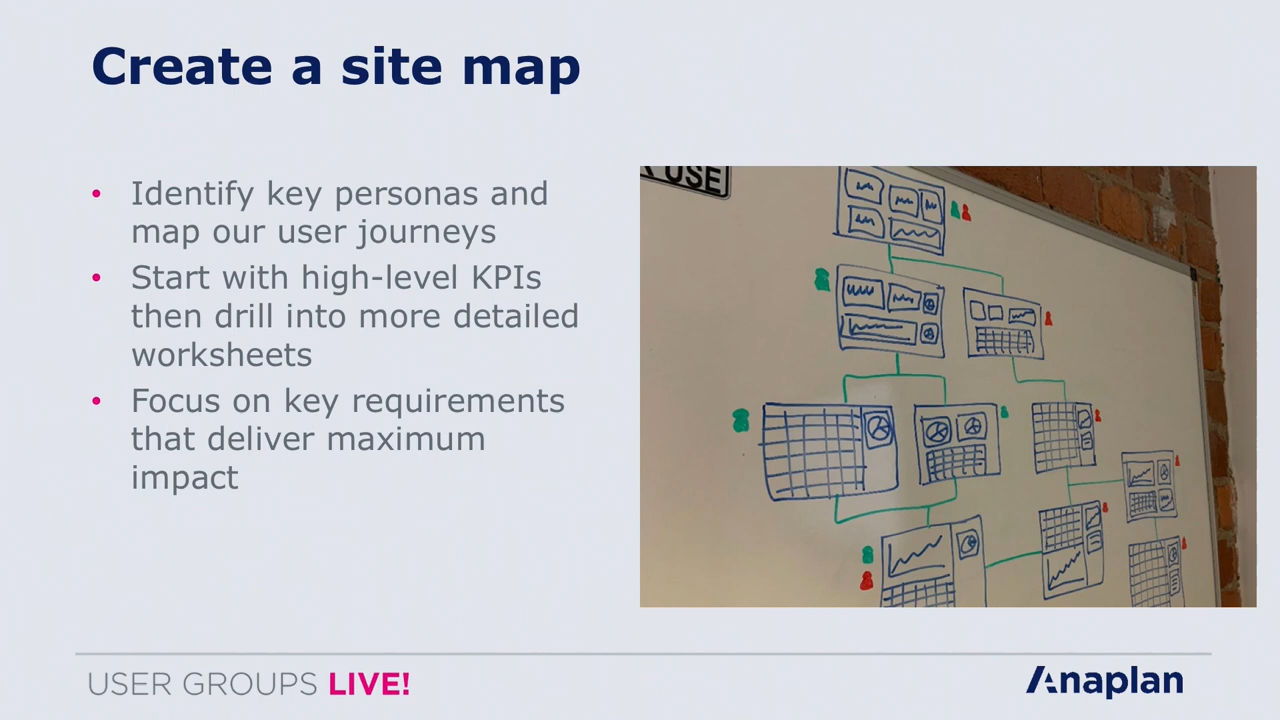 Create a site map
• Identify key personas and
map our user journeys
• Start with high-level KPIs
then drill into more detailed
worksheets
• Focus on key requirements
that deliver maximum
impact
USE
USER GROUPS LIVE!
Anaplan